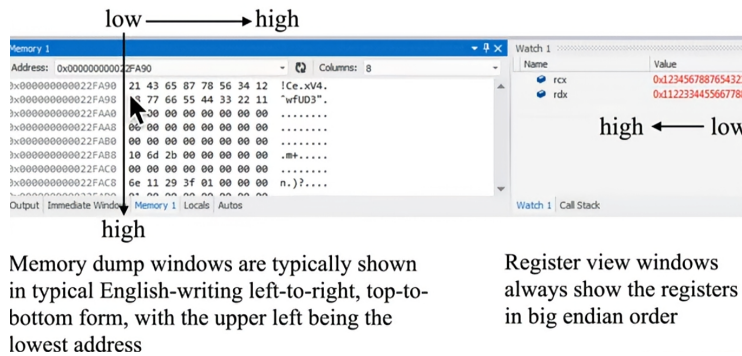 low high
Memory 1
Address: 0x000000000022FA90 Columns: 8
0x000000000022FA90 21 43 65 87 78 56 34 12 !Ce.xV4.
0x000000000022FA98 77 66 55 44 33 22 11 ˆwfUD3".
0x000000000022FAA0 00 00 00 00 00 00 ........
0x000000000022FAA8 00 00 00 00 00 00 00 00 ........
0x000000000022FAB0 00 00 00 00 00 00 00 00 ........
0x000000000022FAB8 10 6d 2b 00 00 00 00 00 .m+.....
0x000000000022FAC0 00 00 00 00 00 00 00 00 ........
0x000000000022FAC8 6e 11 29 3f 01 00 00 00 n.)?....
Output Immediate Window Memory 1 Locals Autos
high
Watch 1
Name Value
rcx 0x1234567887654321
rdx 0x1122334455667788
high low
Watch 1 Call Stack
Memory dump windows are typically shown
in typical English-writing left-to-right, top-to-
bottom form, with the upper left being the
lowest address
Register view windows
always show the registers
in big endian order